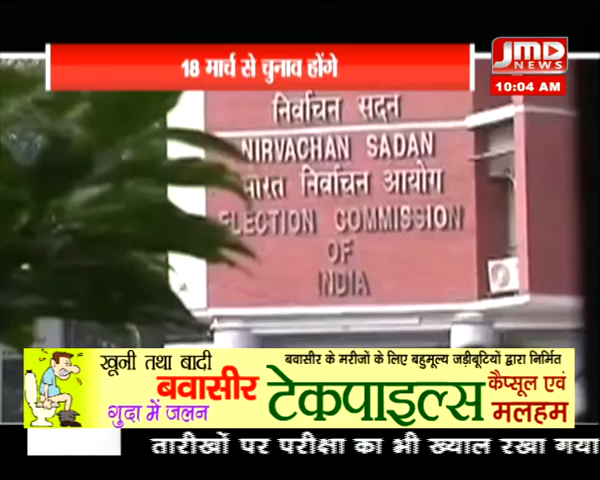 18 मार्च से चुनाव होंगे
JMD
NEWS
10:04 AM
निर्वाचन सदन
NIRVACHAN SADAN
भारत निर्वाचन आयोग
ELECTION COMMISSION
OF
INDIA
खूनी तथा बादी
बवासीर
गुदा में जलन
बवासीर के मरीजों के लिए बहुमूल्य जड़ीबूटियों द्वारा निर्मित
टेकपाइल्स
कैप्सूल एवं
मलहम
तारीखों पर परीक्षा का भी ख्याल रखा गया